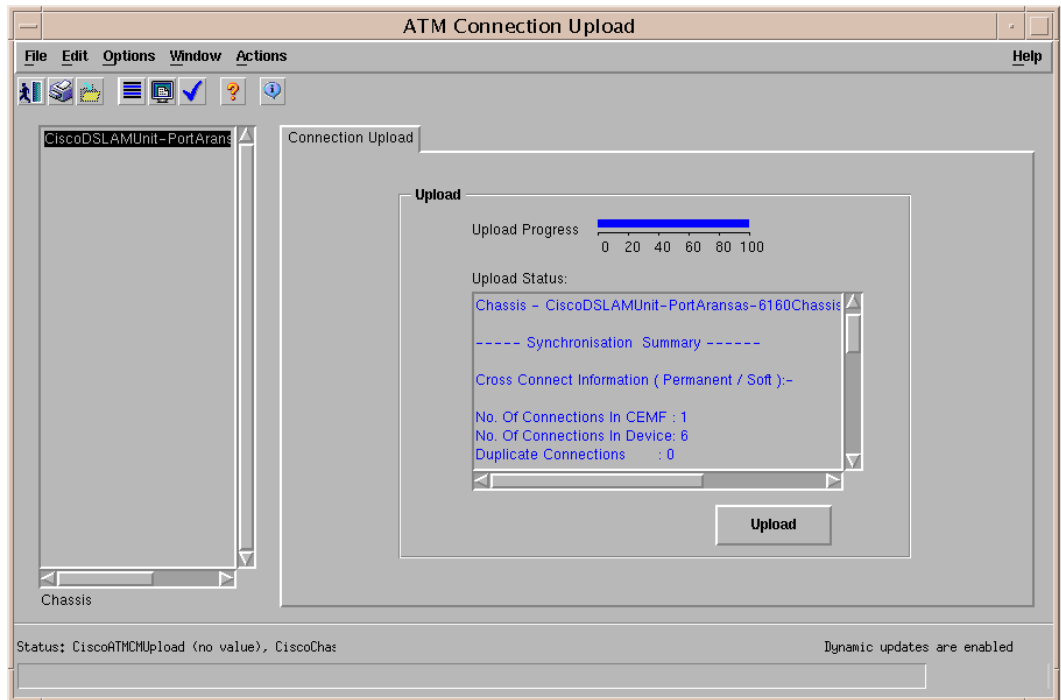 ATM Connection Upload
File Edit Options Window Actions Help
CiscoDSLAMUnit-PortArans
Connection Upload
Upload
Upload Progress
0 20 40 60 80 100
Upload Status:
Chassis - CiscoDSLAMUnit-PortAransas-6160Chassis
----- Synchronisation Summary ------
Cross Connect Information ( Permanent / Soft ):-
No. Of Connections In CEMF : 1
No. Of Connections In Device: 6
Duplicate Connections : 0
Upload
Chassis
Status: CiscoATMCMUpload (no value), CiscoChas
Dynamic updates are enabled